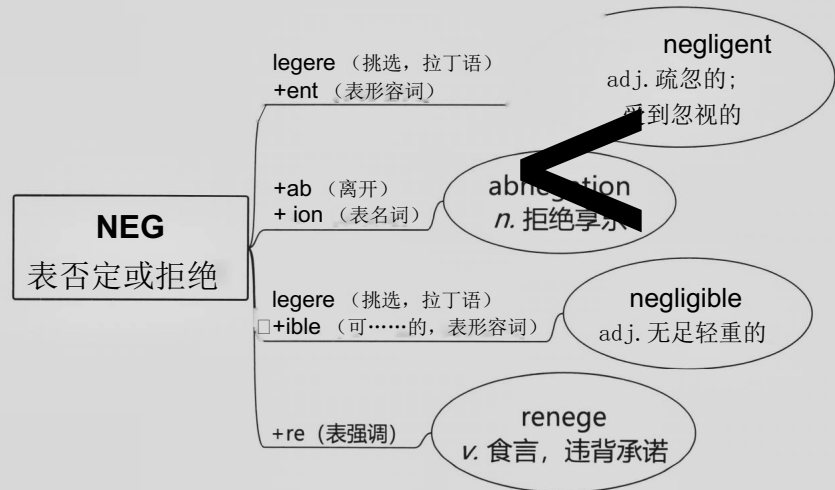 NEG
表否定或拒绝
legere （挑选，拉丁语）
+ent （表形容词）
negligent
adj.疏忽的;
到忽视的
+ab （离开）
+ ion （表名词）
n. 拒绝享
legere （挑选，拉丁语）
□+ible （可……的，表形容词）
negligible
adj.无足轻重的
+re（表强调）
renege
v. 食言，违背承诺